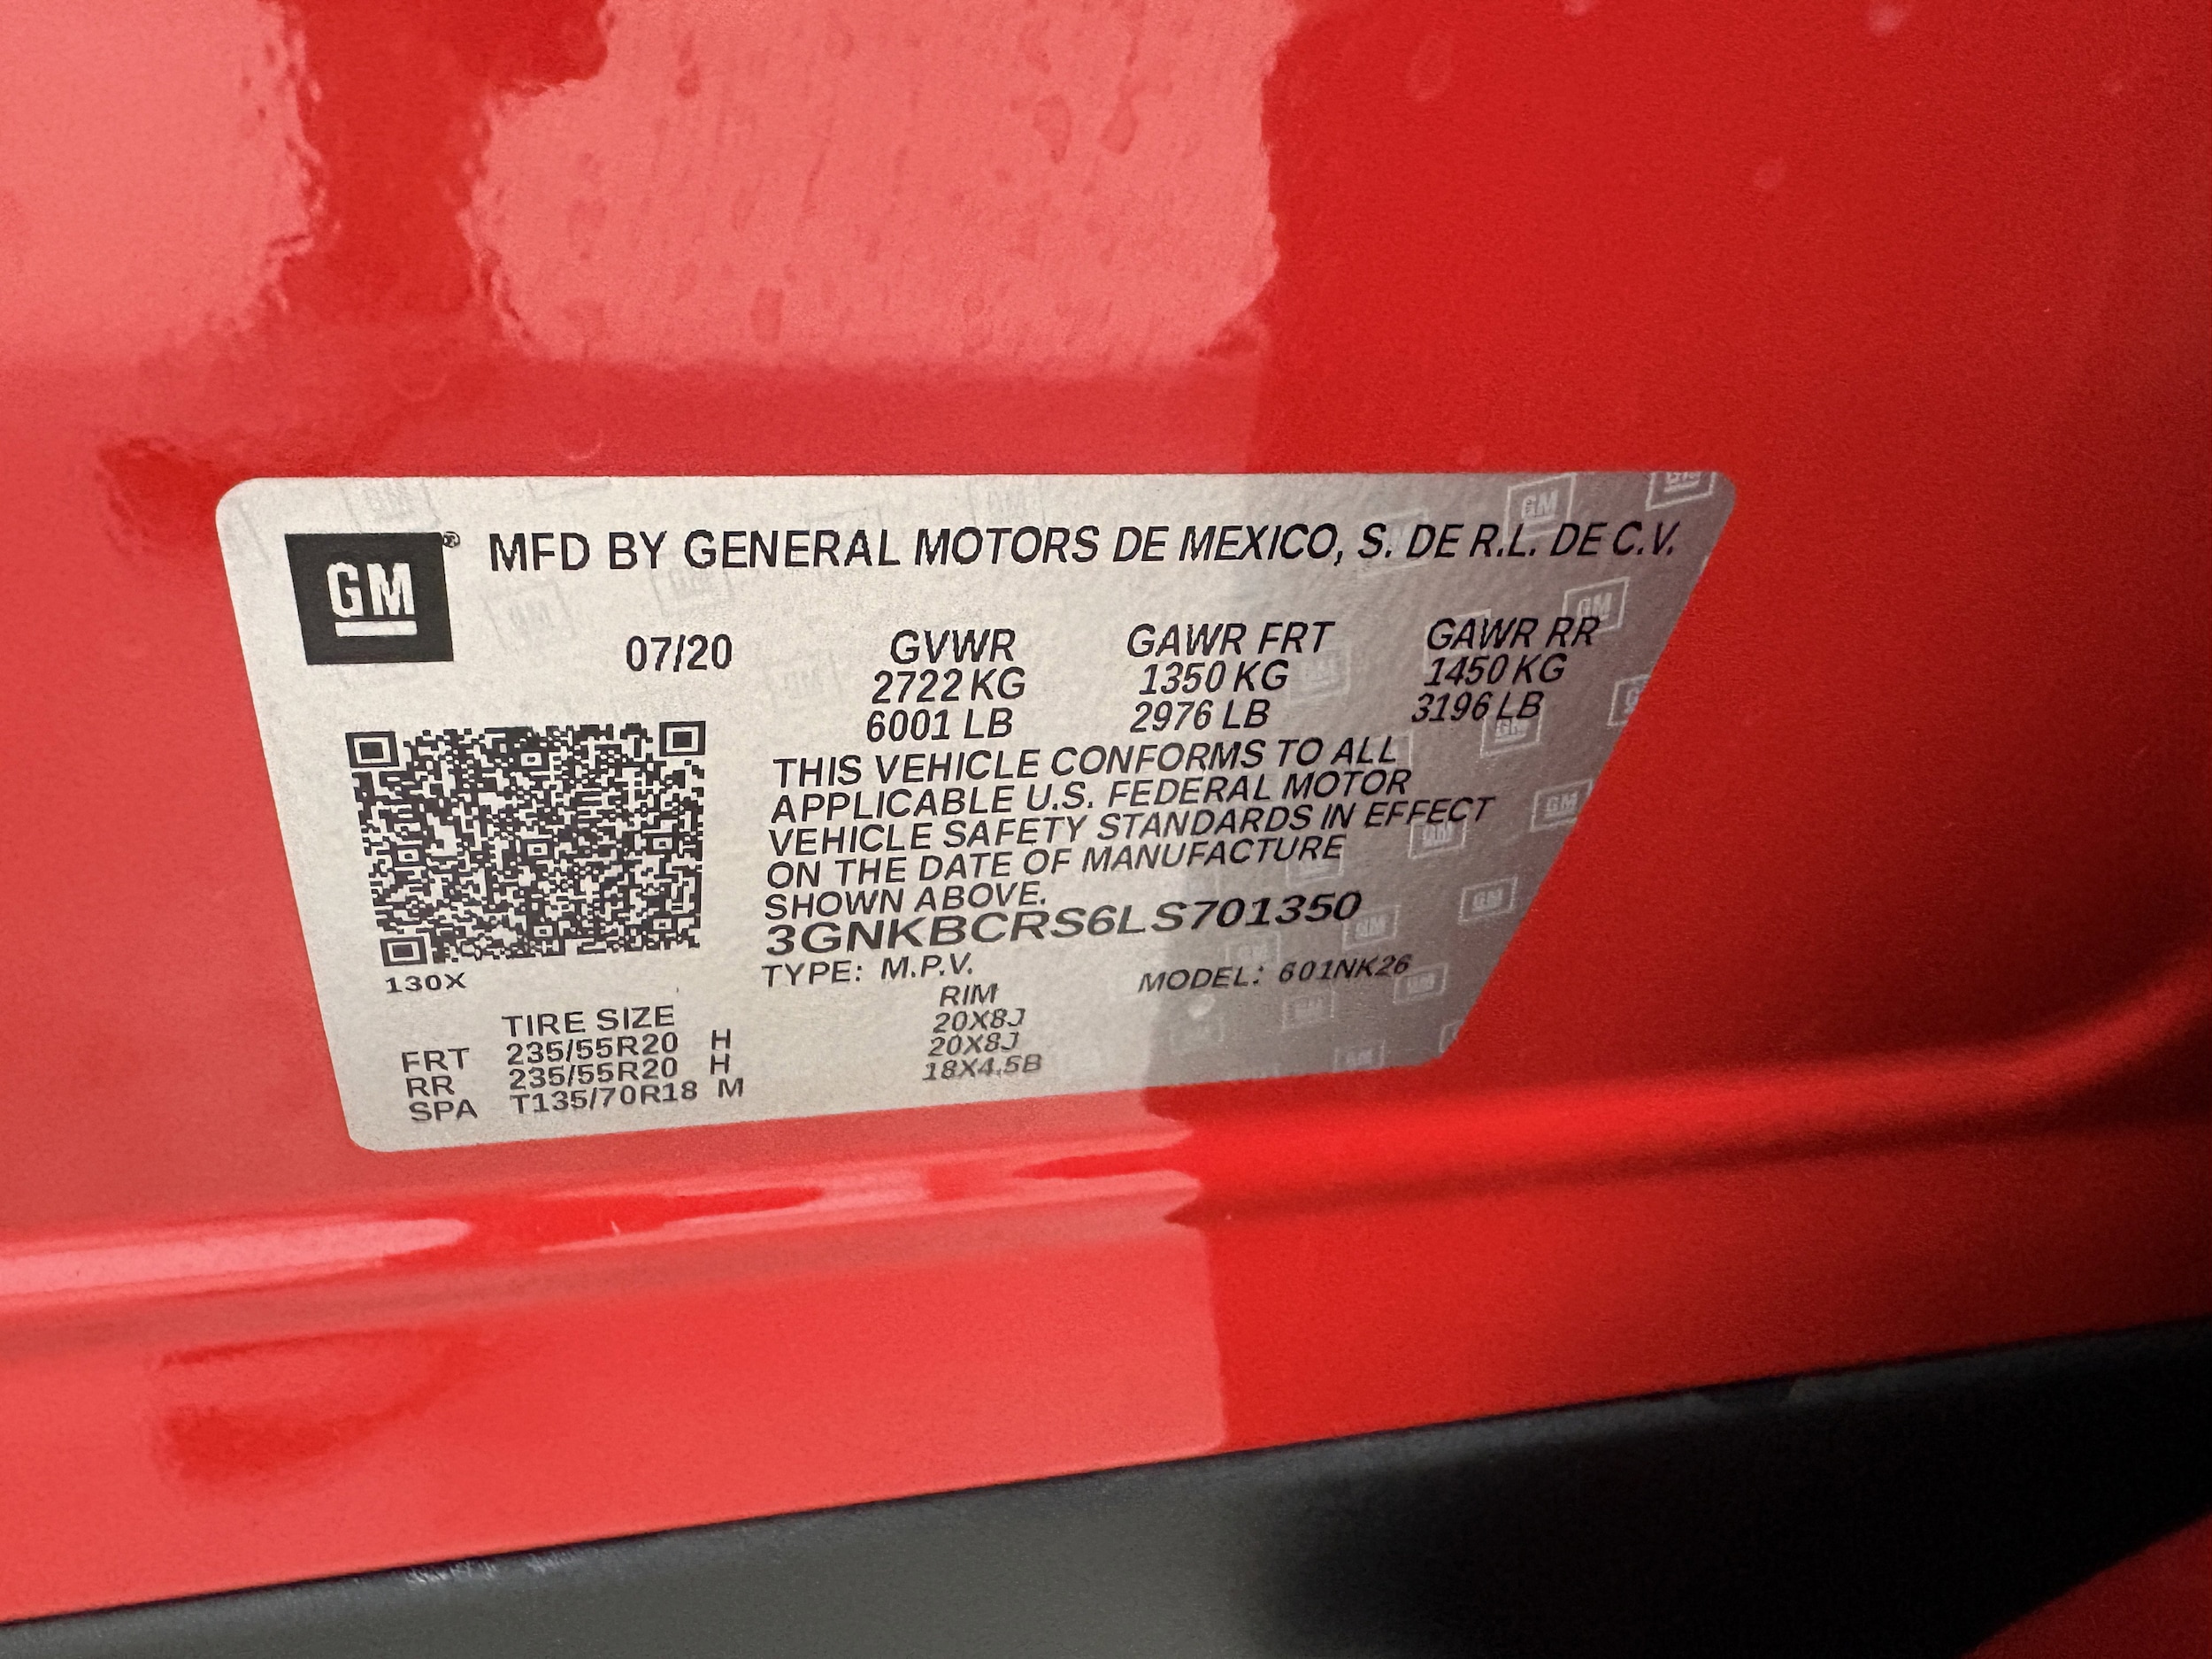 GM® MFD BY GENERAL MOTORS DE MEXICO, S. DE R.L. DE C.V.
07/20 GVWR GAWR FRT GAWR RR
2722 KG 1350 KG 1450 KG
6001 LB 2976 LB 3196 LB
THIS VEHICLE CONFORMS TO ALL
APPLICABLE U.S. FEDERAL MOTOR
VEHICLE SAFETY STANDARDS IN EFFECT
ON THE DATE OF MANUFACTURE
SHOWN ABOVE.
3GNKBCRS6LS701350
130X
TYPE: M.P.V. MODEL: 601NK26
TIRE SIZE RIM
FRT 235/55R20 H 20X8J
RR 235/55R20 H 20X8J
SPA T135/70R18 M 18X4.5B